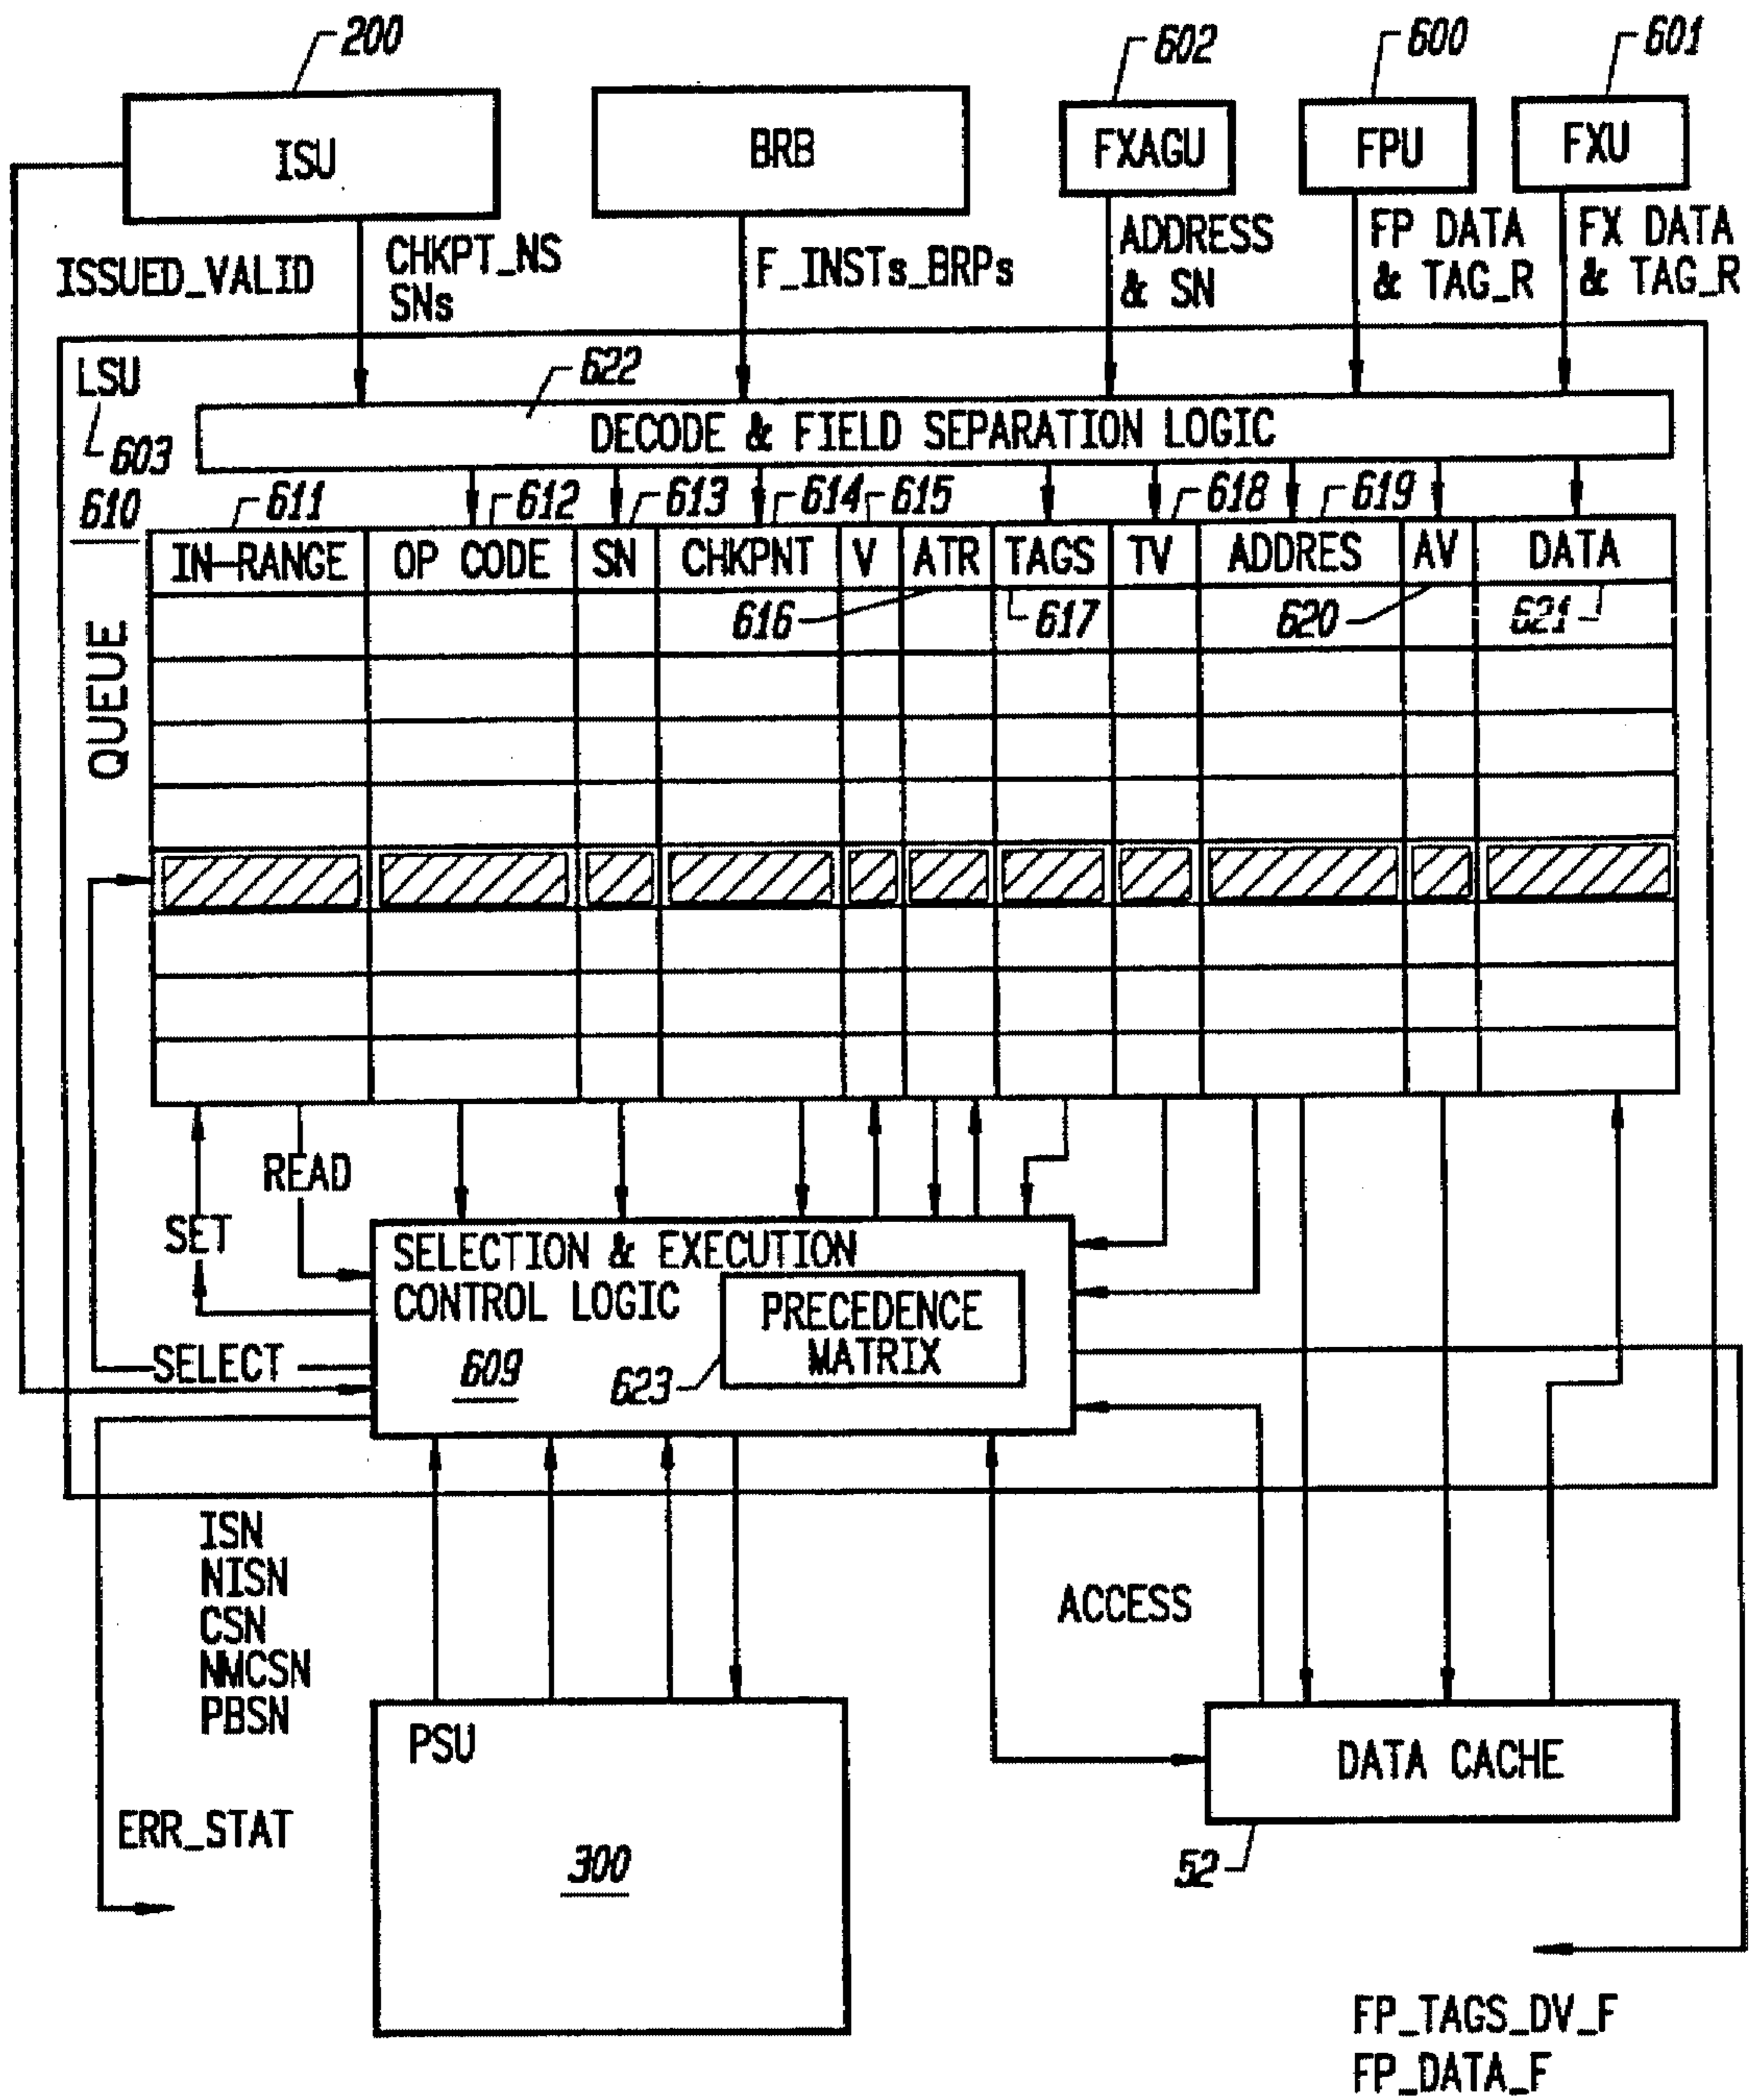 200
602
600
601
ISU
BRB
FXAGU
FPU
FXU
ISSUED_VALID
CHKPT_NS
SNs
F_INSTs_BRPs
ADDRESS
& SN
FP DATA
& TAG_R
FX DATA
& TAG_R
LSU
603
622
DECODE & FIELD SEPARATION LOGIC
610
611
612
613
614
615
618
619
IN-RANGE
OP CODE
SN
CHKPNT
V
ATR
TAGS
TV
ADDRES
AV
DATA
616
617
620
621
QUEUE
READ
SET
SELECT
SELECTION & EXECUTION
CONTROL LOGIC
609
PRECEDENCE
MATRIX
623
ISN
NISN
CSN
NMCSN
PBSN
ACCESS
PSU
300
DATA CACHE
52
ERR_STAT
FP_TAGS_DV_F
FP_DATA_F